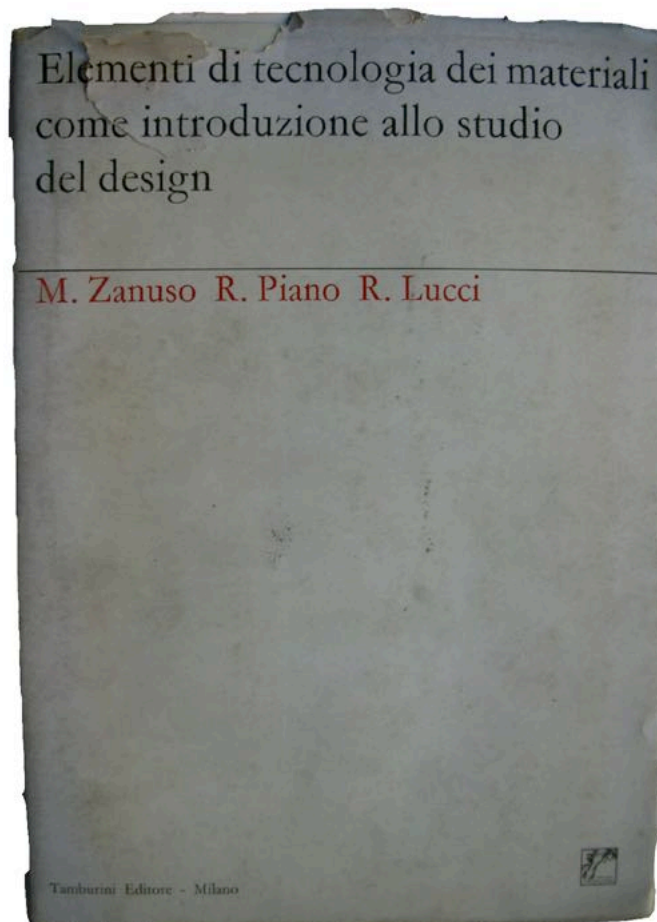 Elementi di tecnologia dei materiali
come introduzione allo studio
del design
M. Zanuso R. Piano R. Lucci
Tamburini Editore - Milano